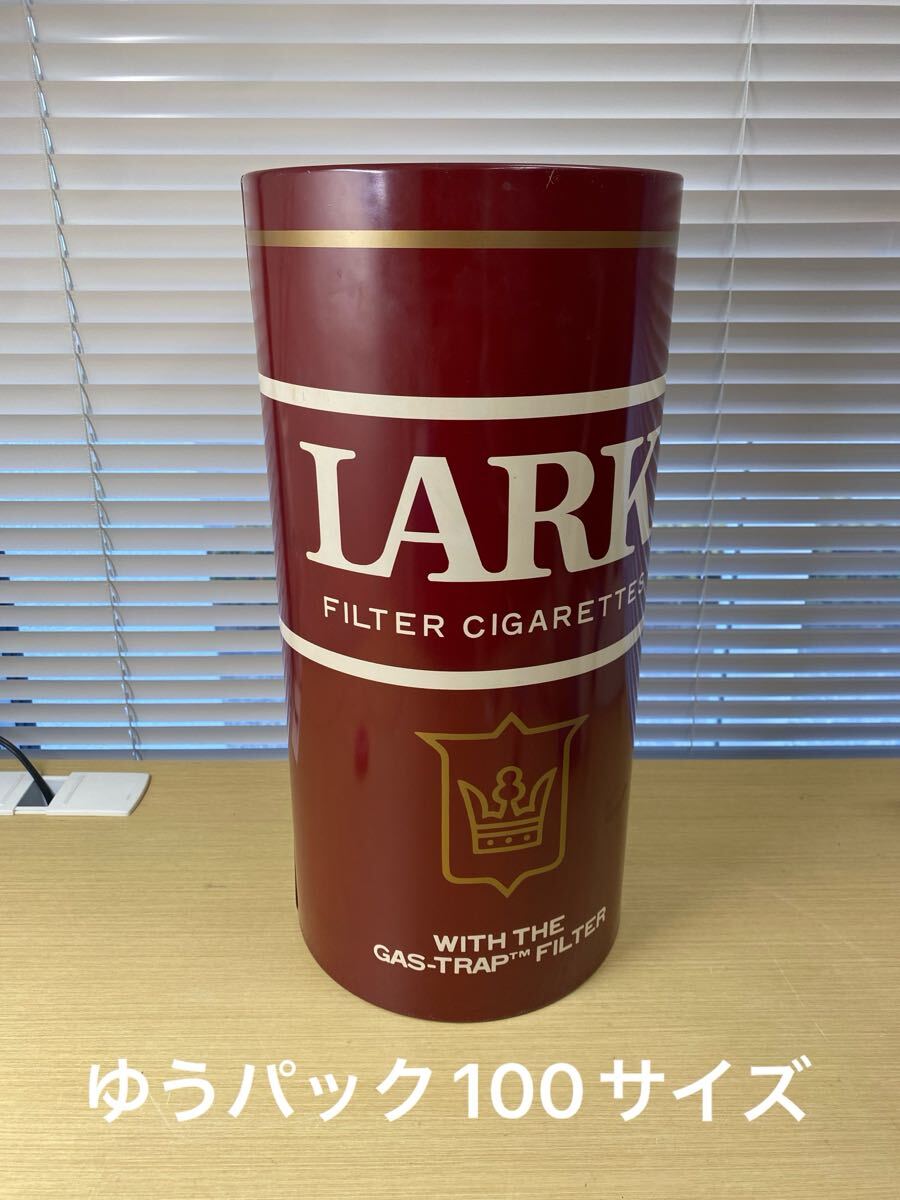 LARK
FILTER CIGARETTES
WITH THE
GAS-TRAP™ FILTER
ゆうパック100サイズ